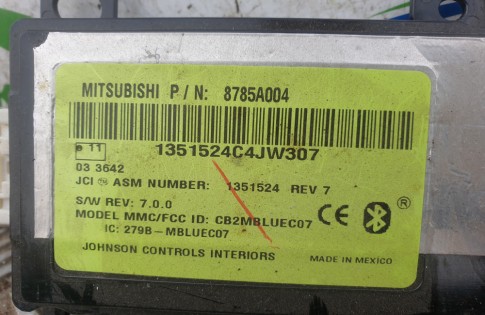 MITSUBISHI P / N: 8785A004
1351524C4JW307
e 11
03 3642
JCI ASM NUMBER: 1351524 REV 7
S/W REV: 7.0.0
MODEL MMC/FCC ID: CB2MBLUEC07
IC: 279B-MBLUEC07
CE
JOHNSON CONTROLS INTERIORS
MADE IN MEXICO